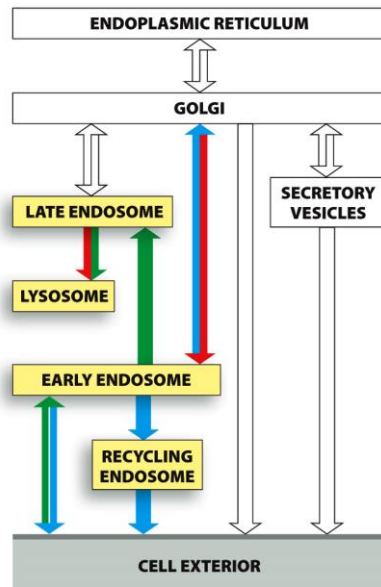 ENDOPLASMIC RETICULUM
GOLGI
LATE ENDOSOME
SECRETORY
VESICLES
LYSOSOME
EARLY ENDOSOME
RECYCLING
ENDOSOME
CELL EXTERIOR